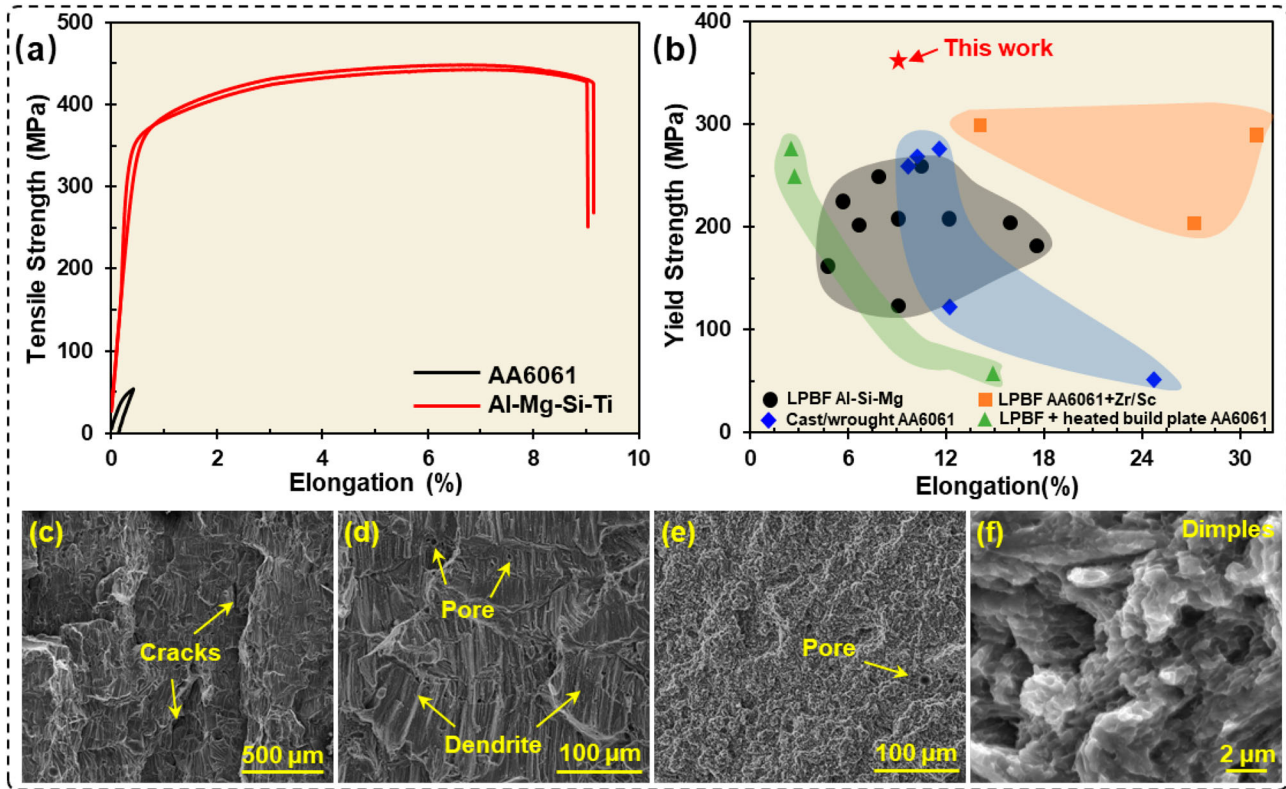 (a)
500
400
300
200
100
0
Tensile Strength (MPa)
AA6061
Al-Mg-Si-Ti
0 2 4 6 8 10
Elongation (%)
(b)
400
300
200
100
0
Yield Strength (MPa)
This work
LPBF Al-Si-Mg
LPBF AA6061+Zr/Sc
Cast/wrought AA6061
LPBF + heated build plate AA6061
0 6 12 18 24 30
Elongation(%)
(c)
Cracks
500 µm
(d)
Pore
Dendrite
100 µm
(e)
Pore
100 µm
(f)
Dimples
2 µm